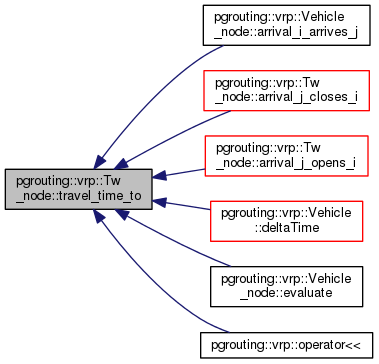 pgrouting::vrp::Vehicle
_node::arrival_i_arrives_j
pgrouting::vrp::Tw
_node::arrival_j_closes_i
pgrouting::vrp::Tw
_node::arrival_j_opens_i
pgrouting::vrp::Tw
_node::travel_time_to
pgrouting::vrp::Vehicle
::deltaTime
pgrouting::vrp::Vehicle
_node::evaluate
pgrouting::vrp::operator<<